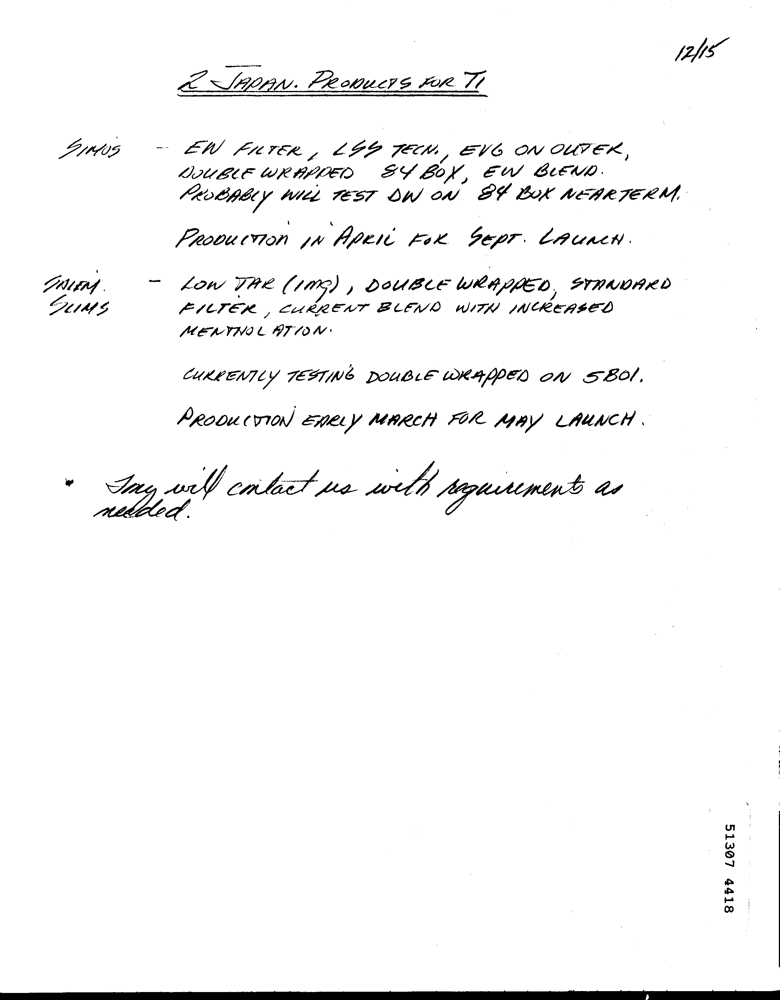 12/15
2 JAPAN. PRODUCTS FOR TI
SIMUS - EW FILTER, LSS TECH., EVG ON OUTER,
DOUBLE WRAPPED 84 BOX, EW BLEND.
PROBABLY WILL TEST DW ON 84 BOX NEAR TERM.
PRODUCTION IN APRIL FOR SEPT. LAUNCH.
SALEM. - LOW TAR (1mg), DOUBLE WRAPPED, STANDARD
SLIMS FILTER, CURRENT BLEND WITH INCREASED
MENTHOLATION.
CURRENTLY TESTING DOUBLE WRAPPED ON 5801.
PRODUCTION EARLY MARCH FOR MAY LAUNCH.
• will contact us with requirements as
needed.
51307 4418